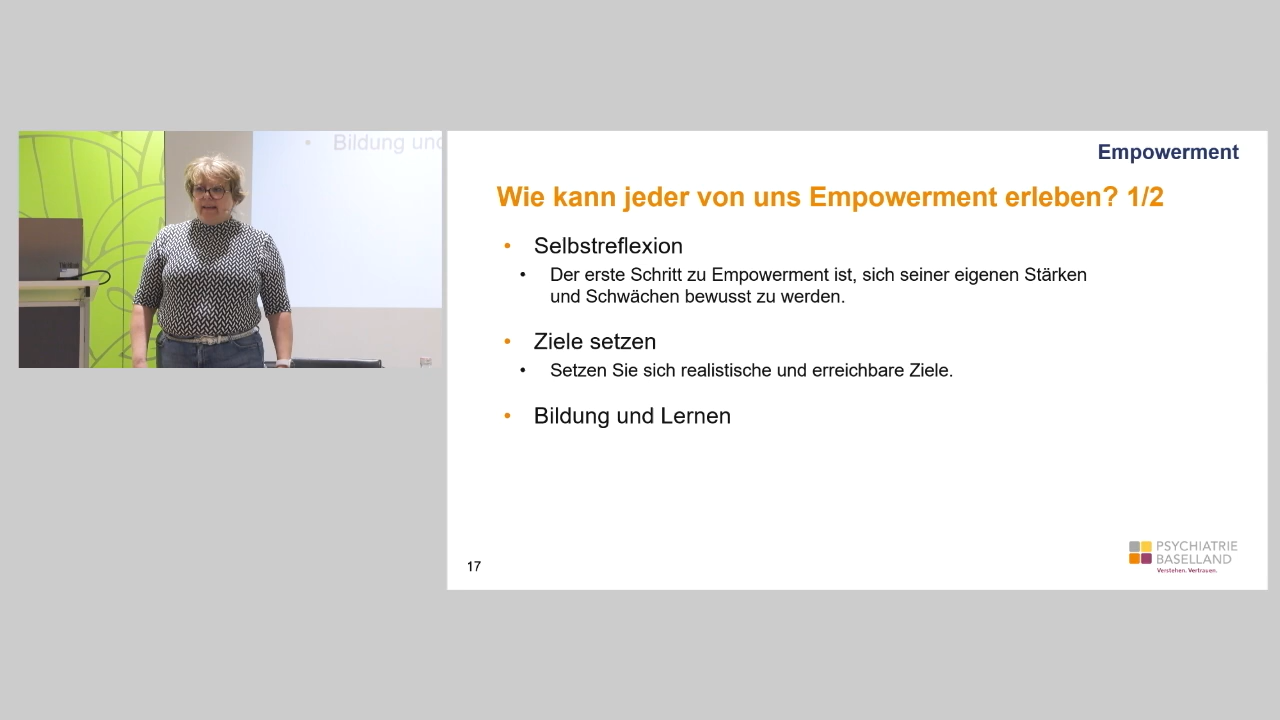 • Bildung und
Empowerment
Wie kann jeder von uns Empowerment erleben? 1/2
• Selbstreflexion
• Der erste Schritt zu Empowerment ist, sich seiner eigenen Stärken
und Schwächen bewusst zu werden.
• Ziele setzen
• Setzen Sie sich realistische und erreichbare Ziele.
• Bildung und Lernen
17
PSYCHIATRIE
BASELLAND
Verstehen. Vertrauen.